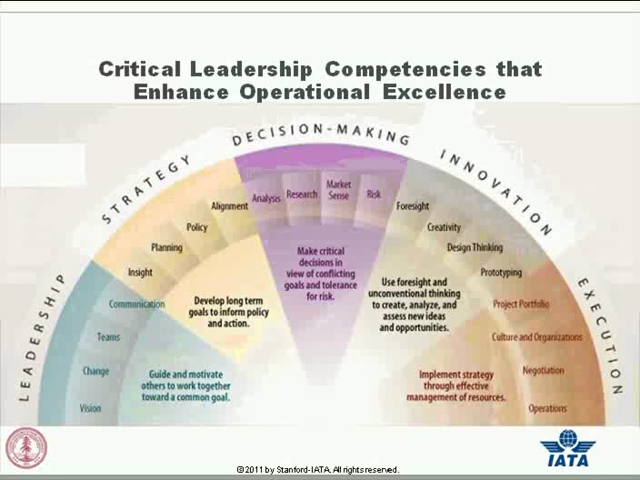 Critical Leadership Competencies that
Enhance Operational Excellence
LEADERSHIP
STRATEGY
DECISION-MAKING
INNOVATION
EXECUTION
Vision
Change
Teams
Communication
Insight
Planning
Policy
Alignment
Analysis
Research
Market
Sense
Risk
Foresight
Creativity
Design Thinking
Prototyping
Project Portfolio
Culture and Organizations
Negotiation
Operations
Guide and motivate
others to work together
toward a common goal.
Develop long term
goals to inform policy
and action.
Make critical
decisions in
view of conflicting
goals and tolerance
for risk.
Use foresight and
unconventional thinking
to create, analyze, and
assess new ideas
and opportunities.
Implement strategy
through effective
management of resources.
© 2011 by Stanford-IATA. All rights reserved.
IATA